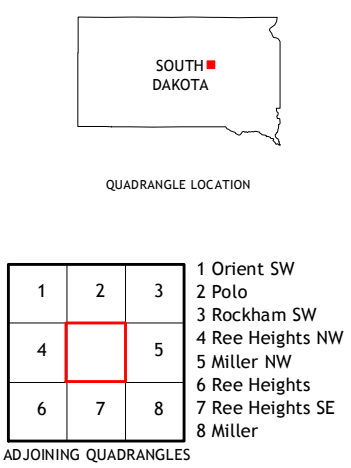 SOUTH
DAKOTA
QUADRANGLE LOCATION
1 2 3
4 5
6 7 8
1 Orient SW
2 Polo
3 Rockham SW
4 Ree Heights NW
5 Miller NW
6 Ree Heights
7 Ree Heights SE
8 Miller
ADJOINING QUADRANGLES